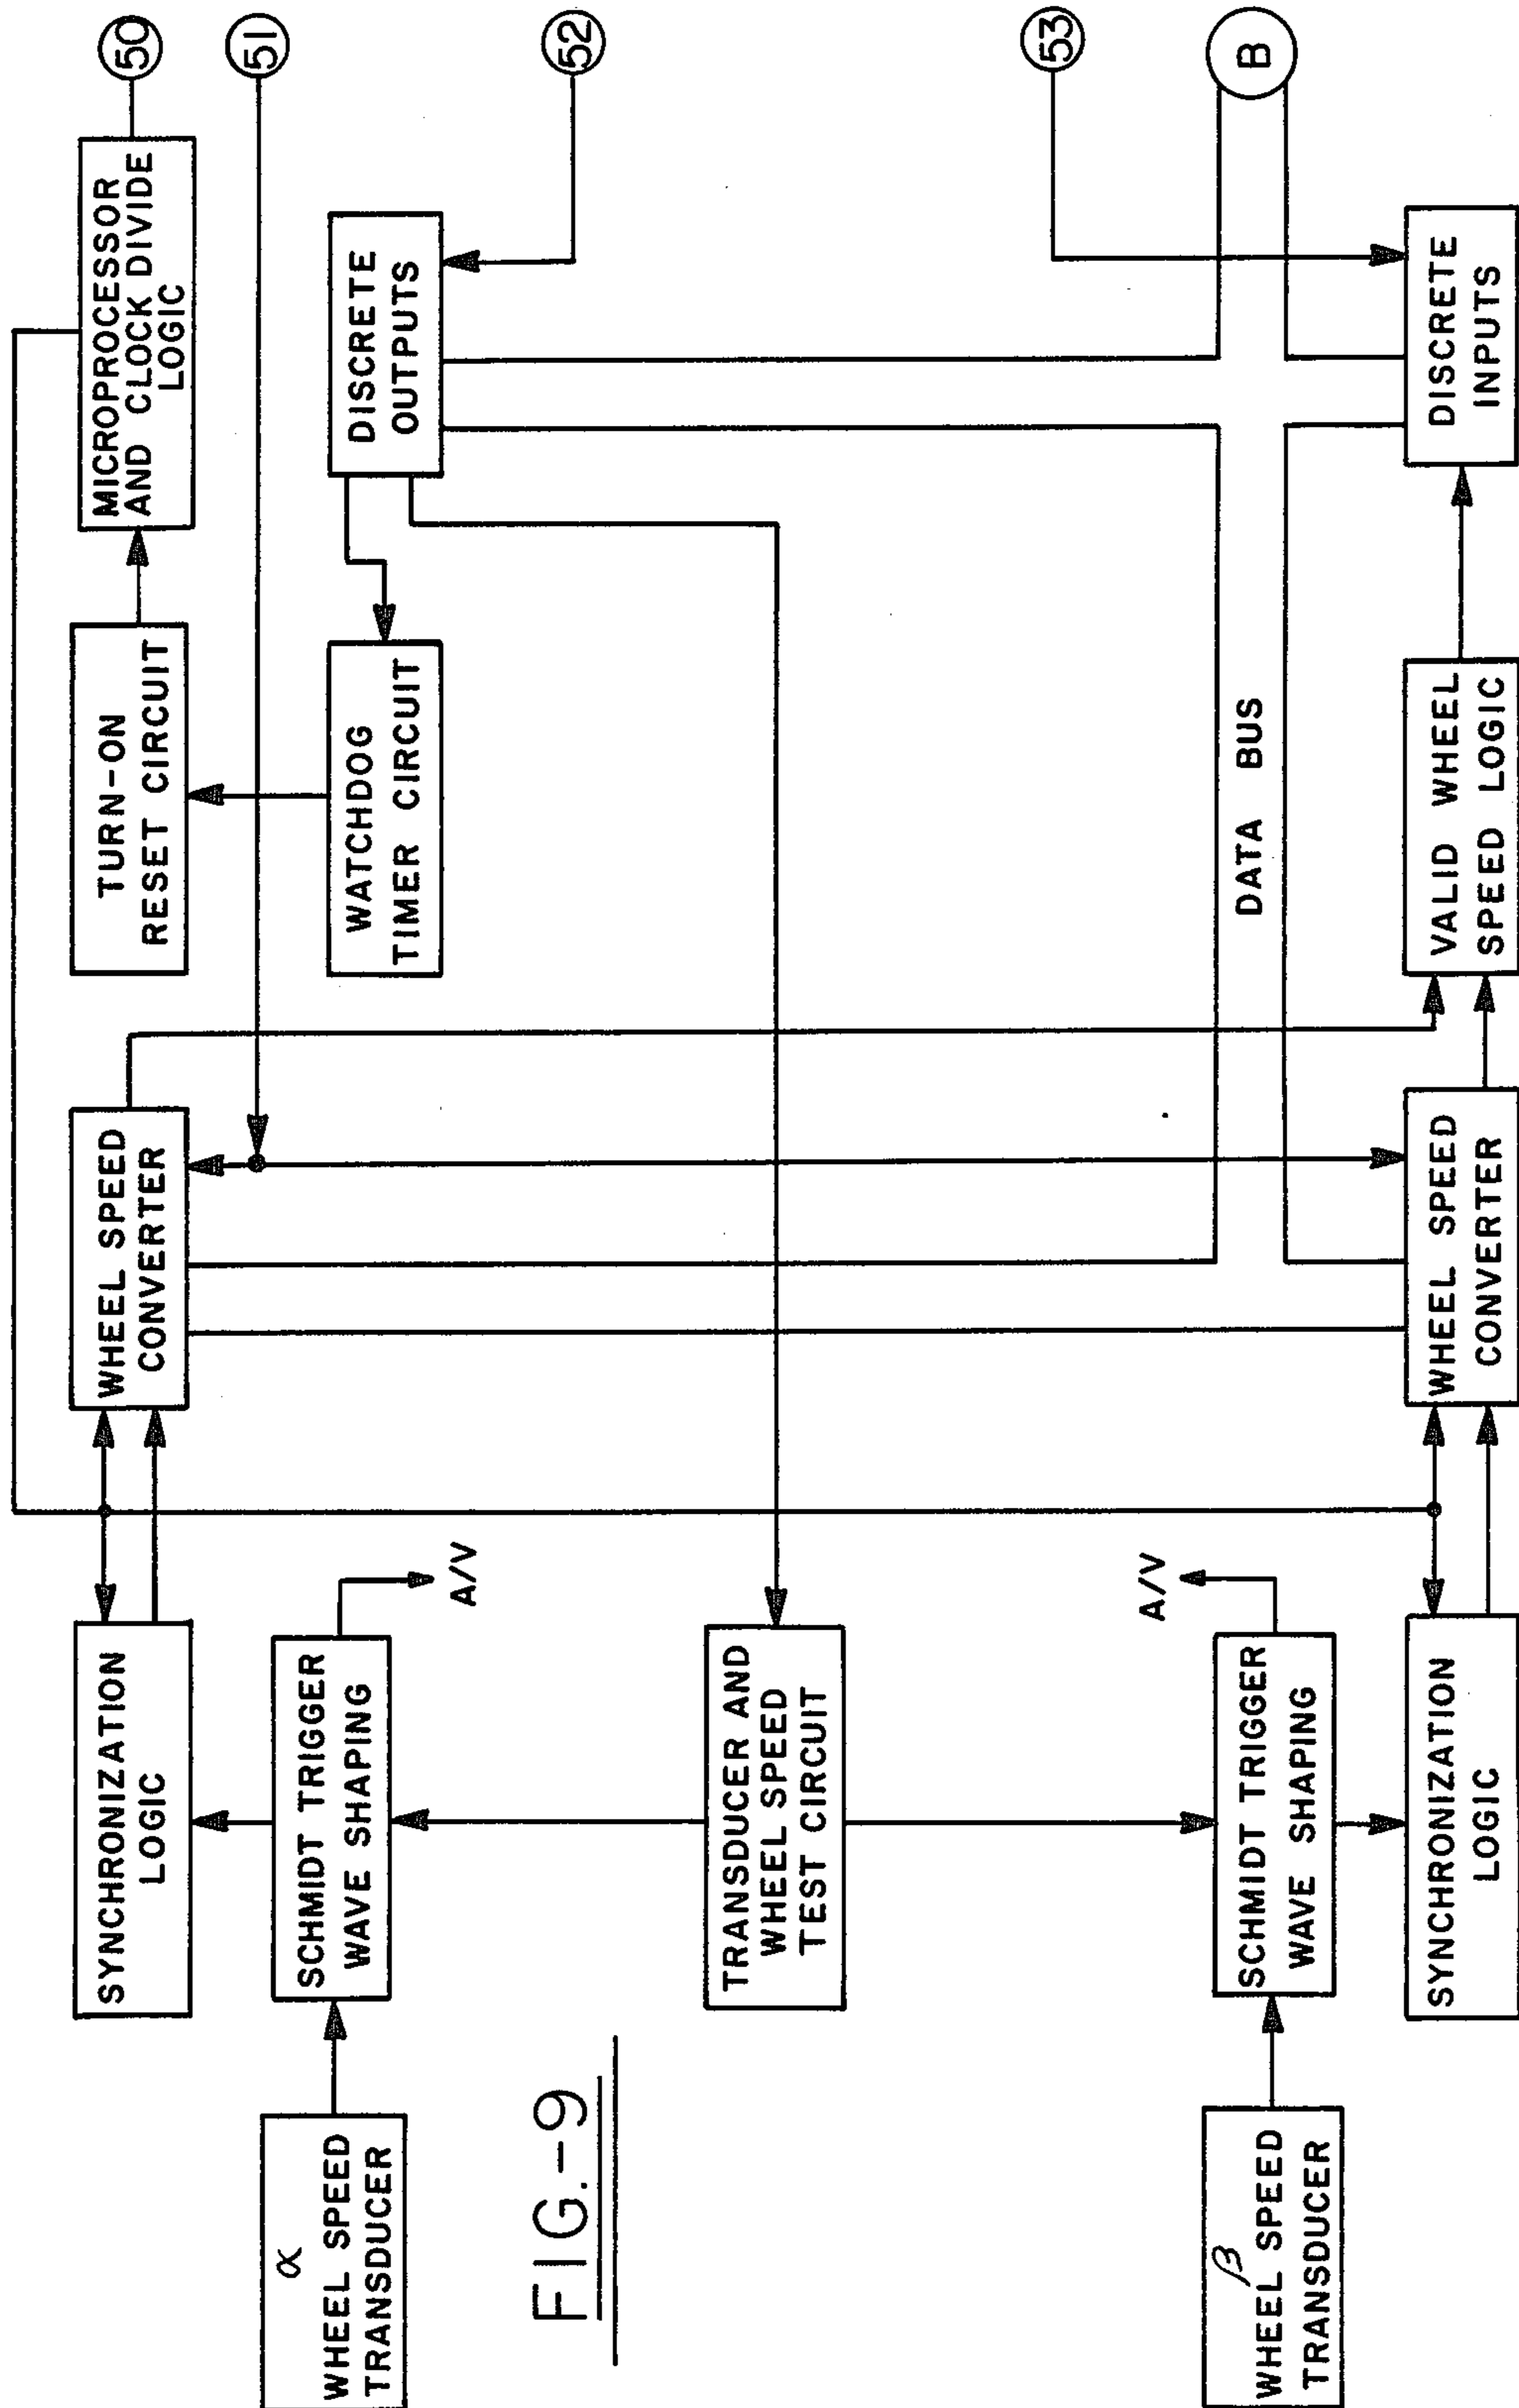 α
WHEEL SPEED
TRANSDUCER
SYNCHRONIZATION
LOGIC
SCHMIDT TRIGGER
WAVE SHAPING
A/V
WHEEL SPEED
CONVERTER
TURN-ON
RESET CIRCUIT
MICROPROCESSOR
AND CLOCK DIVIDE
LOGIC
50
51
WATCHDOG
TIMER CIRCUIT
DISCRETE
OUTPUTS
52
TRANSDUCER AND
WHEEL SPEED
TEST CIRCUIT
53
DATA BUS
B
A/V
β
WHEEL SPEED
TRANSDUCER
SCHMIDT TRIGGER
WAVE SHAPING
SYNCHRONIZATION
LOGIC
WHEEL SPEED
CONVERTER
VALID WHEEL
SPEED LOGIC
DISCRETE
INPUTS
FIG.-9